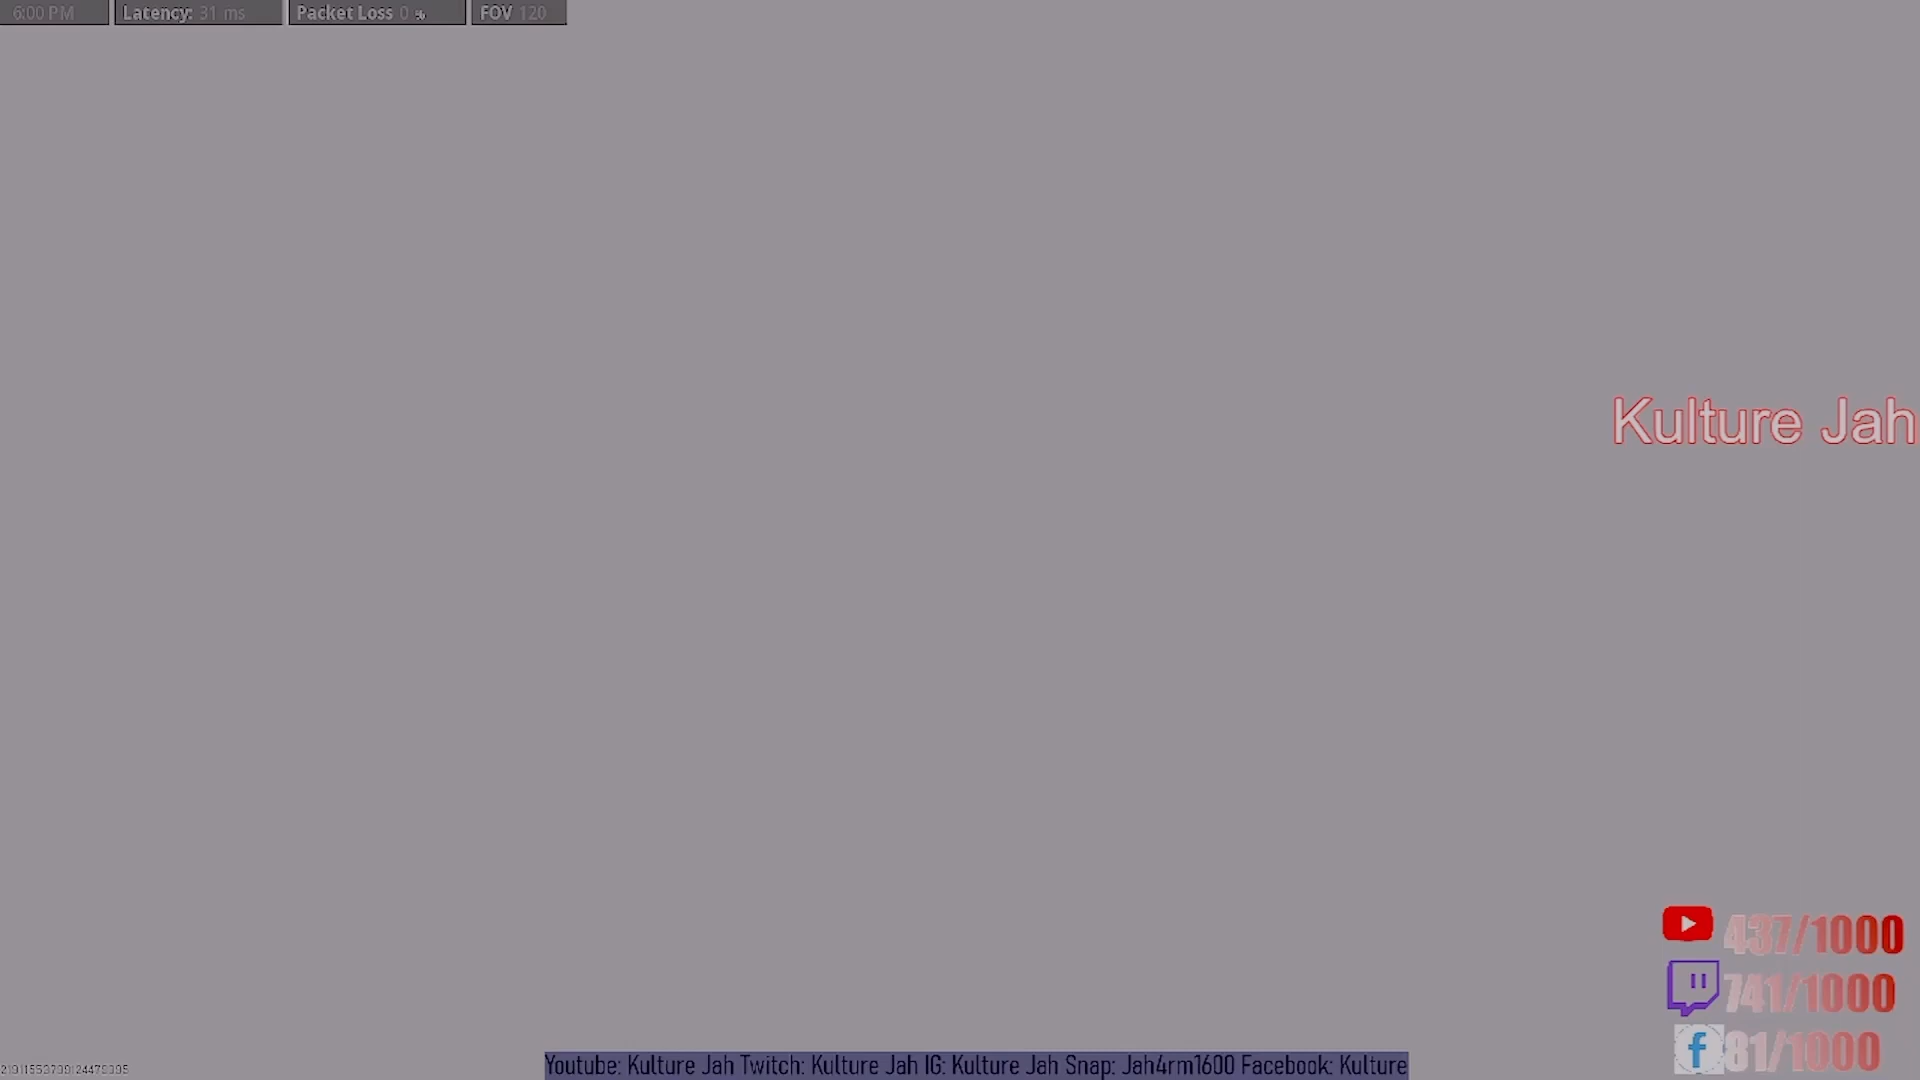 6:00 PM Latency: 31 ms Packet Loss 0 % FOV 120
Kulture Jah
437/1000
741/1000
81/1000
Youtube: Kulture Jah Twitch: Kulture Jah IG: Kulture Jah Snap: Jah4rm1600 Facebook: Kulture